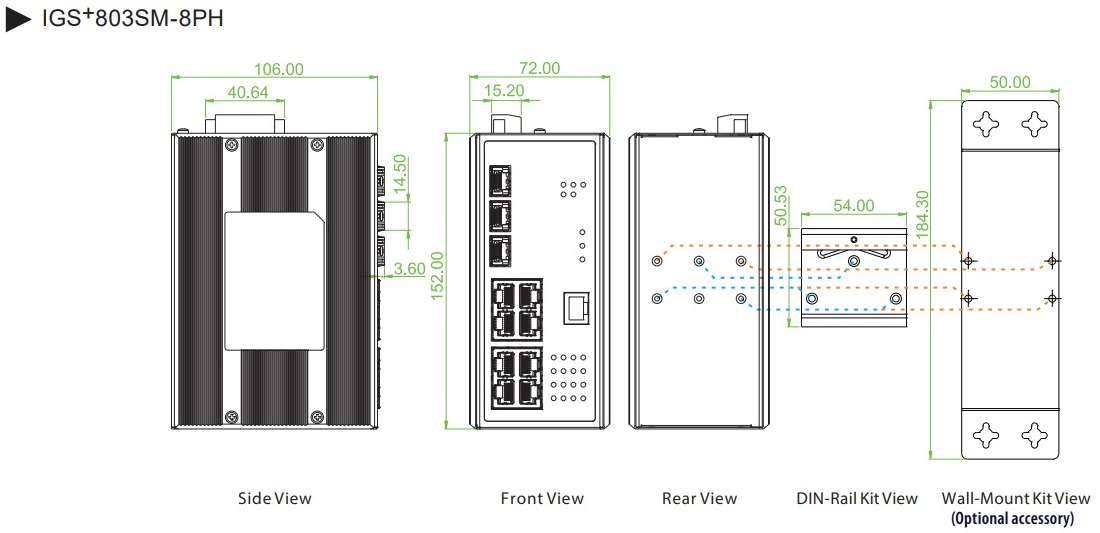 IGS+803SM-8PH
106.00
72.00
40.64
15.20
50.00
14.50
3.60
152.00
50.53
54.00
184.30
Side View
Front View
Rear View
DIN-Rail Kit View
Wall-Mount Kit View
(Optional accessory)